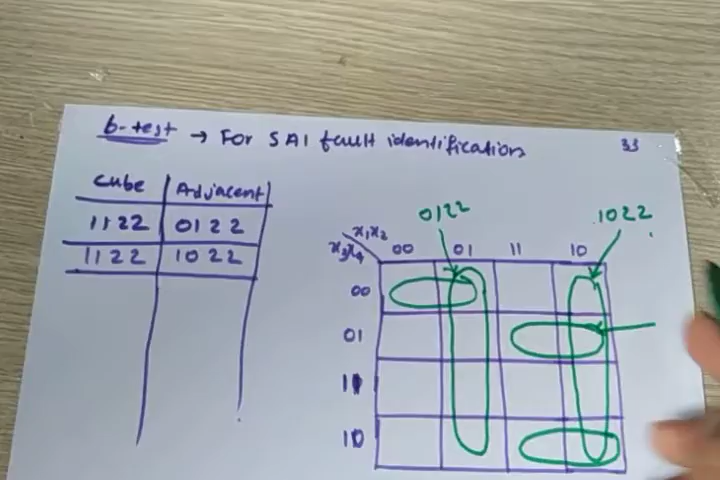 b-test → For SA1 fault identification
33
Cube Adjacent
1122 0122
1122 1022
0122 1022
x₁x₂
x₃x₄
00 01 11 10
00
01
11
10